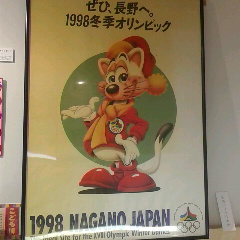 ぜひ、長野へ。
1998冬季オリンピック
1998 NAGANO JAPAN
site for the XVIII Olympic Winter Games